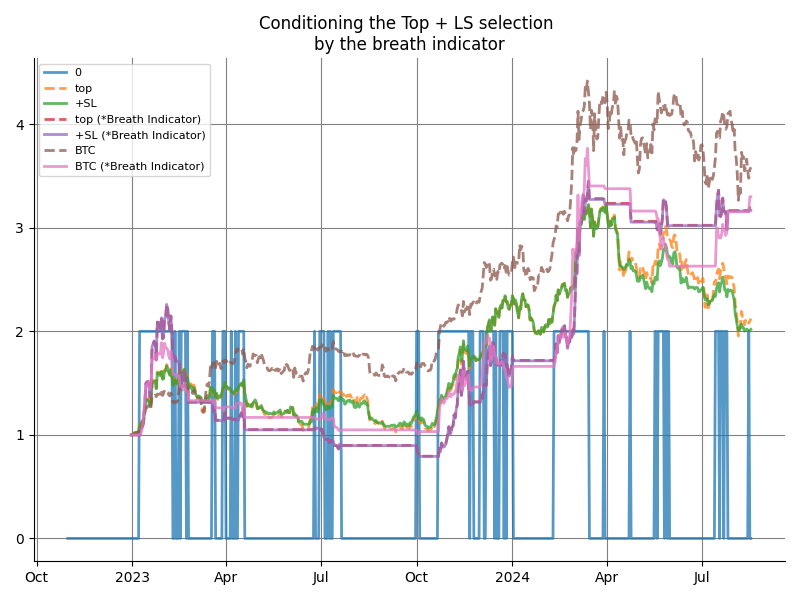 Conditioning the Top + LS selection
by the breath indicator
0
top
+SL
top (*Breath Indicator)
+SL (*Breath Indicator)
BTC
BTC (*Breath Indicator)
4
3
2
1
0
Oct
2023
Apr
Jul
Oct
2024
Apr
Jul